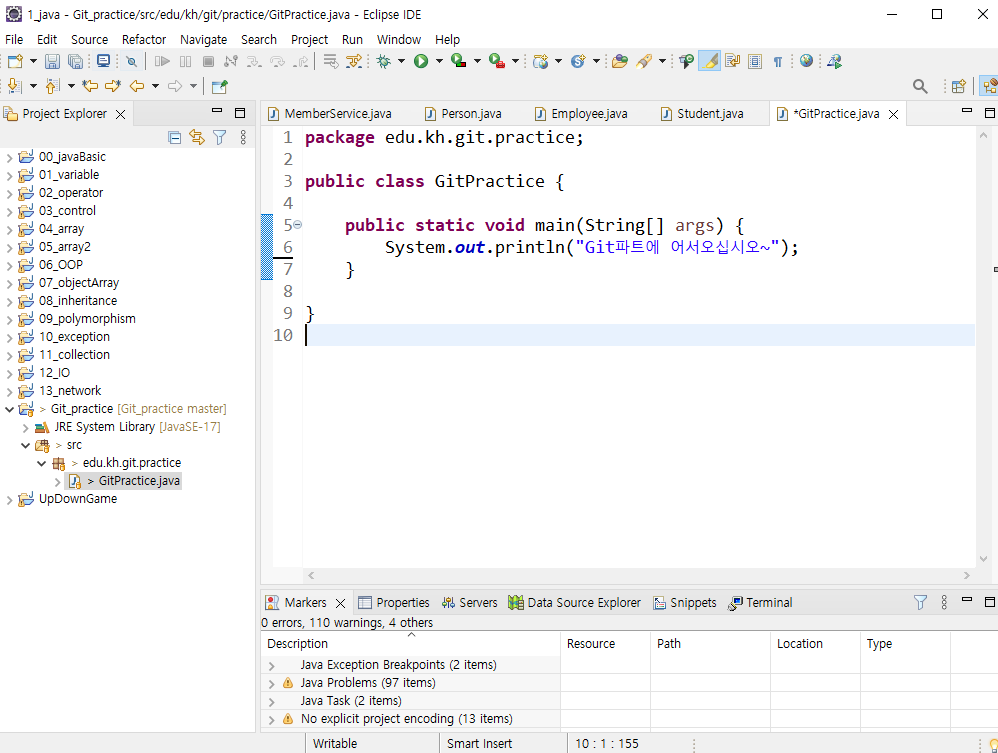 1_java - Git_practice/src/edu/kh/git/practice/GitPractice.java - Eclipse IDE
File Edit Source Refactor Navigate Search Project Run Window Help
Project Explorer
MemberService.java Person.java Employee.java Student.java *GitPractice.java
00_javaBasic
01_variable
02_operator
03_control
04_array
05_array2
06_OOP
07_objectArray
08_inheritance
09_polymorphism
10_exception
11_collection
12_IO
13_network
> Git_practice [Git_practice master]
JRE System Library [JavaSE-17]
> src
> edu.kh.git.practice
> GitPractice.java
UpDownGame
1 package edu.kh.git.practice;
2
3 public class GitPractice {
4
5 public static void main(String[] args) {
6 System.out.println("Git파트에 어서오십시오~");
7 }
8
9 }
10
Markers Properties Servers Data Source Explorer Snippets Terminal
0 errors, 110 warnings, 4 others
Description Resource Path Location Type
Java Exception Breakpoints (2 items)
Java Problems (97 items)
Java Task (2 items)
No explicit project encoding (13 items)
Writable Smart Insert 10 : 1 : 155